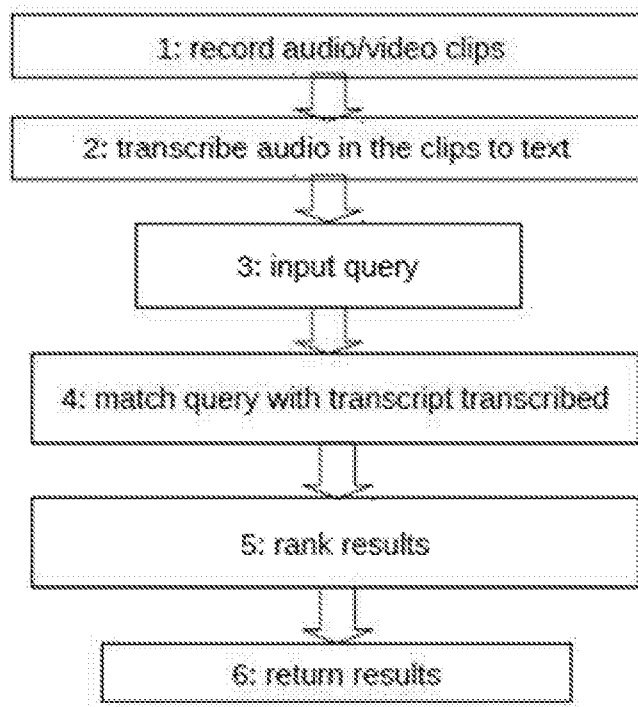 1: record audio/video clips
2: transcribe audio in the clips to text
3: input query
4: match query with transcript transcribed
5: rank results
6: return results